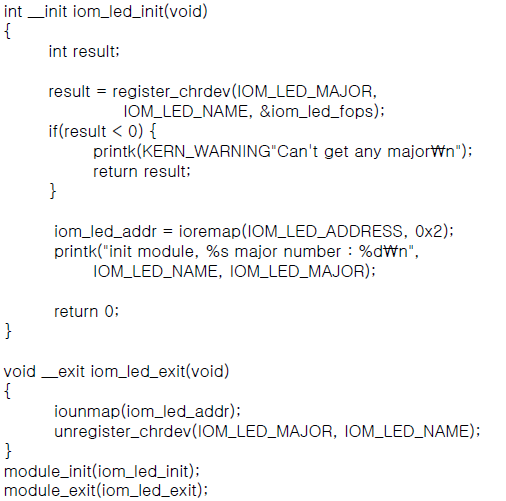 int __init iom_led_init(void)
{
int result;
result = register_chrdev(IOM_LED_MAJOR,
IOM_LED_NAME, &iom_led_fops);
if(result < 0) {
printk(KERN_WARNING"Can't get any major₩n");
return result;
}
iom_led_addr = ioremap(IOM_LED_ADDRESS, 0x2);
printk("init module, %s major number : %d₩n",
IOM_LED_NAME, IOM_LED_MAJOR);
return 0;
}
void __exit iom_led_exit(void)
{
iounmap(iom_led_addr);
unregister_chrdev(IOM_LED_MAJOR, IOM_LED_NAME);
}
module_init(iom_led_init);
module_exit(iom_led_exit);